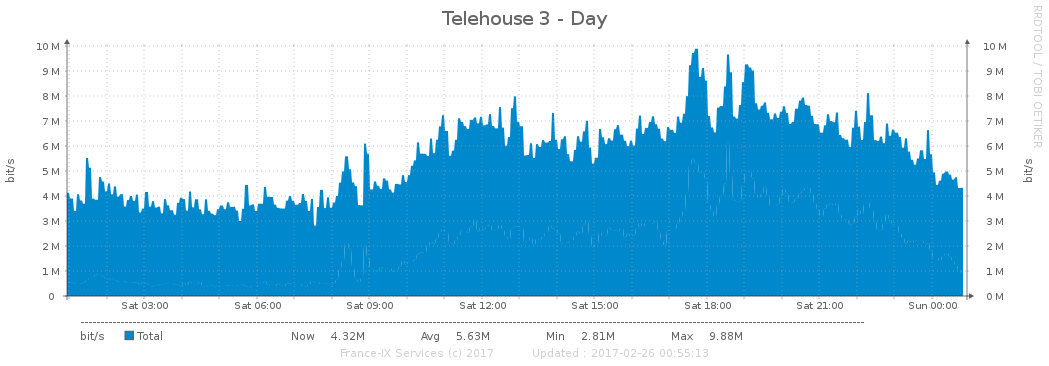 Telehouse 3 - Day
RRDTOOL / TOBI OETIKER
10 M 10 M
9 M 9 M
8 M 8 M
7 M 7 M
6 M 6 M
5 M 5 M
4 M 4 M
3 M 3 M
2 M 2 M
1 M 1 M
0 0 M
bit/s bit/s
Sat 03:00 Sat 06:00 Sat 09:00 Sat 12:00 Sat 15:00 Sat 18:00 Sat 21:00 Sun 00:00
bit/s Total Now 4.32M Avg 5.63M Min 2.81M Max 9.88M
France-IX Services (c) 2017 Updated : 2017-02-26 00:55:13